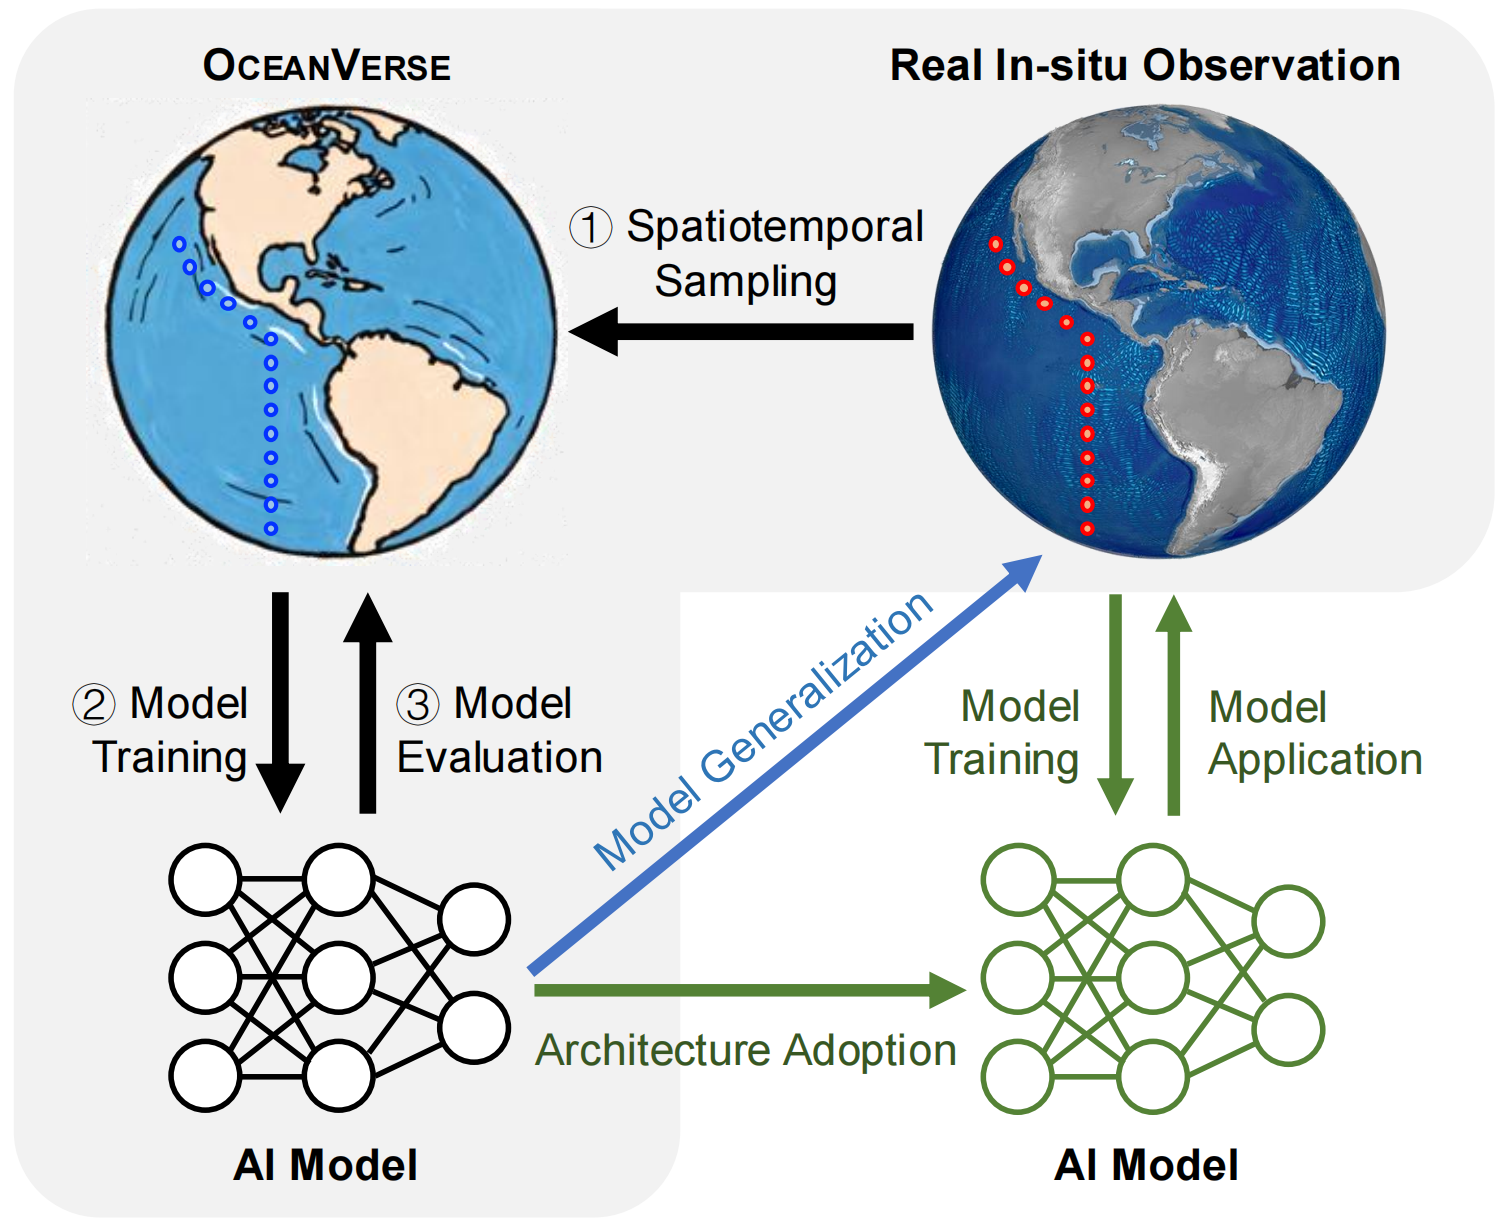 OCEANVERSE
Real In-situ Observation
① Spatiotemporal
Sampling
② Model
Training
③ Model
Evaluation
Model Generalization
Model
Training
Model
Application
Architecture Adoption
AI Model
AI Model